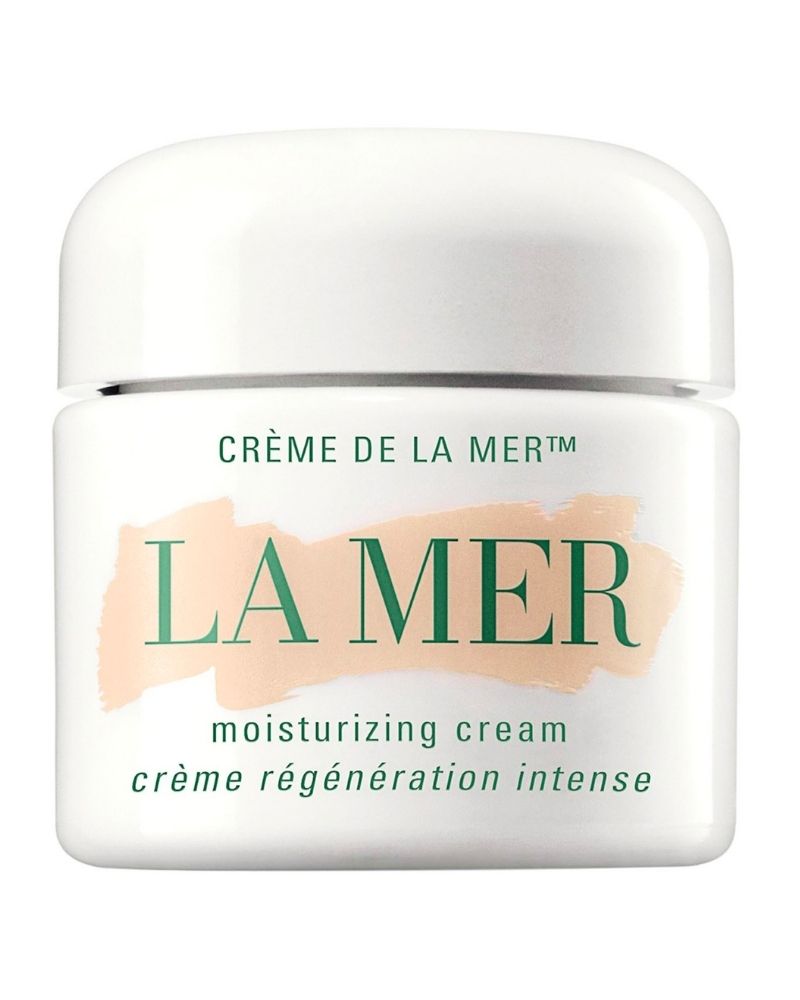 CRÈME DE LA MER™
LA MER
moisturizing cream
crème régénération intense